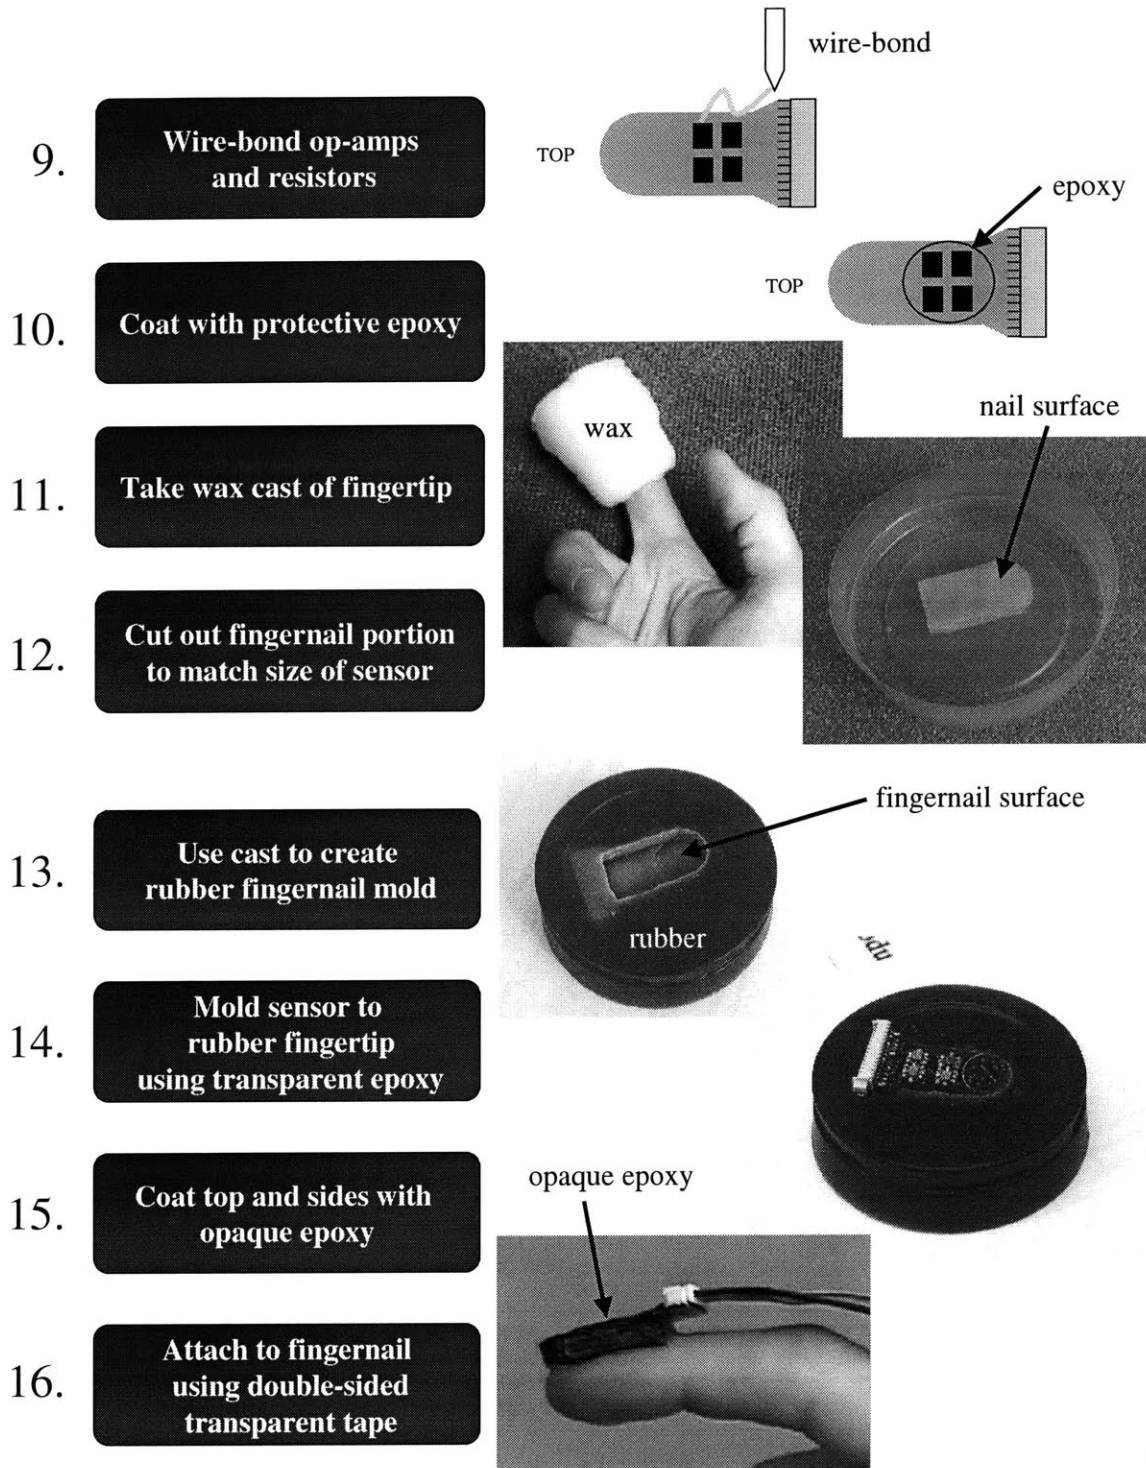 wire-bond
9.
Wire-bond op-amps
and resistors
TOP
epoxy
10.
Coat with protective epoxy
TOP
wax
nail surface
11.
Take wax cast of fingertip
12.
Cut out fingernail portion
to match size of sensor
fingernail surface
13.
Use cast to create
rubber fingernail mold
rubber
14.
Mold sensor to
rubber fingertip
using transparent epoxy
15.
Coat top and sides with
opaque epoxy
opaque epoxy
16.
Attach to fingernail
using double-sided
transparent tape